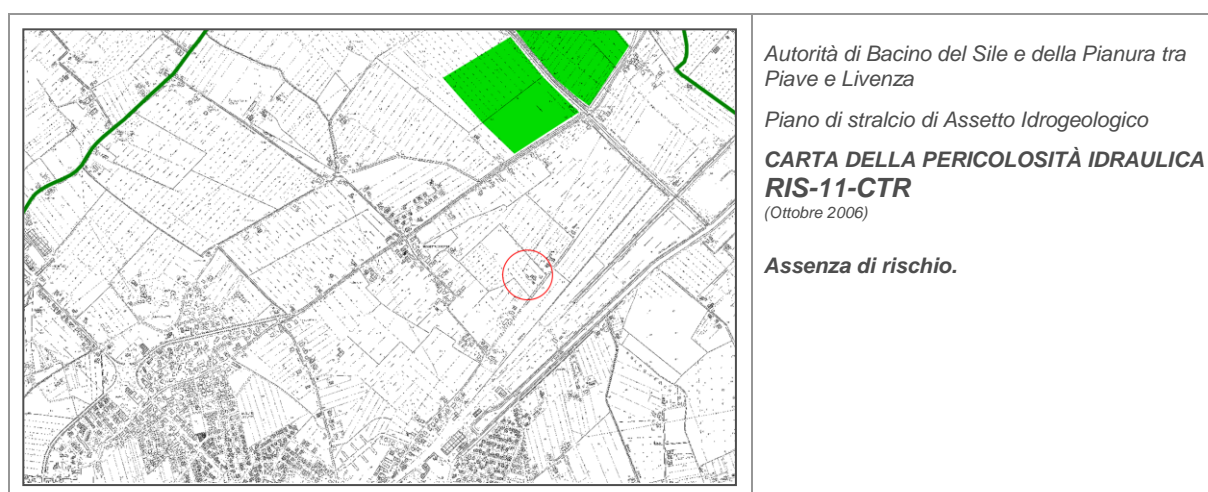 Autorità di Bacino del Sile e della Pianura tra
Piave e Livenza
Piano di stralcio di Assetto Idrogeologico
CARTA DELLA PERICOLOSITÀ IDRAULICA
RIS-11-CTR
(Ottobre 2006)
Assenza di rischio.